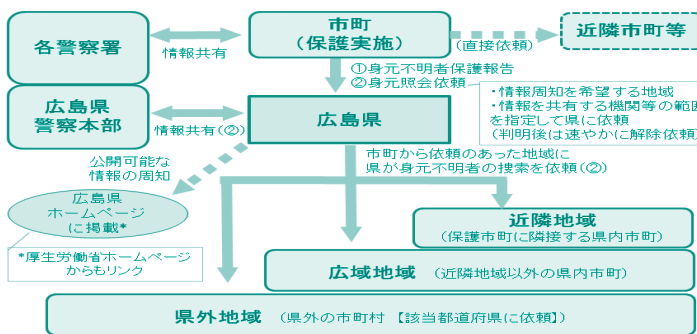 各警察署
情報共有
市町
(保護実施)
(直接依頼)
近隣市町等
①身元不明者保護報告
②身元照会依頼
・情報周知を希望する地域
・情報を共有する機関等の範囲
を指定して県に依頼
(判明後は速やかに解除依頼)
広島県
警察本部
情報共有(②)
広島県
公開可能な
情報の周知
市町から依頼のあった地域に
県が身元不明者の捜索を依頼(②)
広島県
ホームページ
に掲載*
*厚生労働省ホームページ
からもリンク
近隣地域
(保護市町に隣接する県内市町)
広域地域 (近隣地域以外の県内市町)
県外地域 (県外の市町村 【該当都道府県に依頼】)